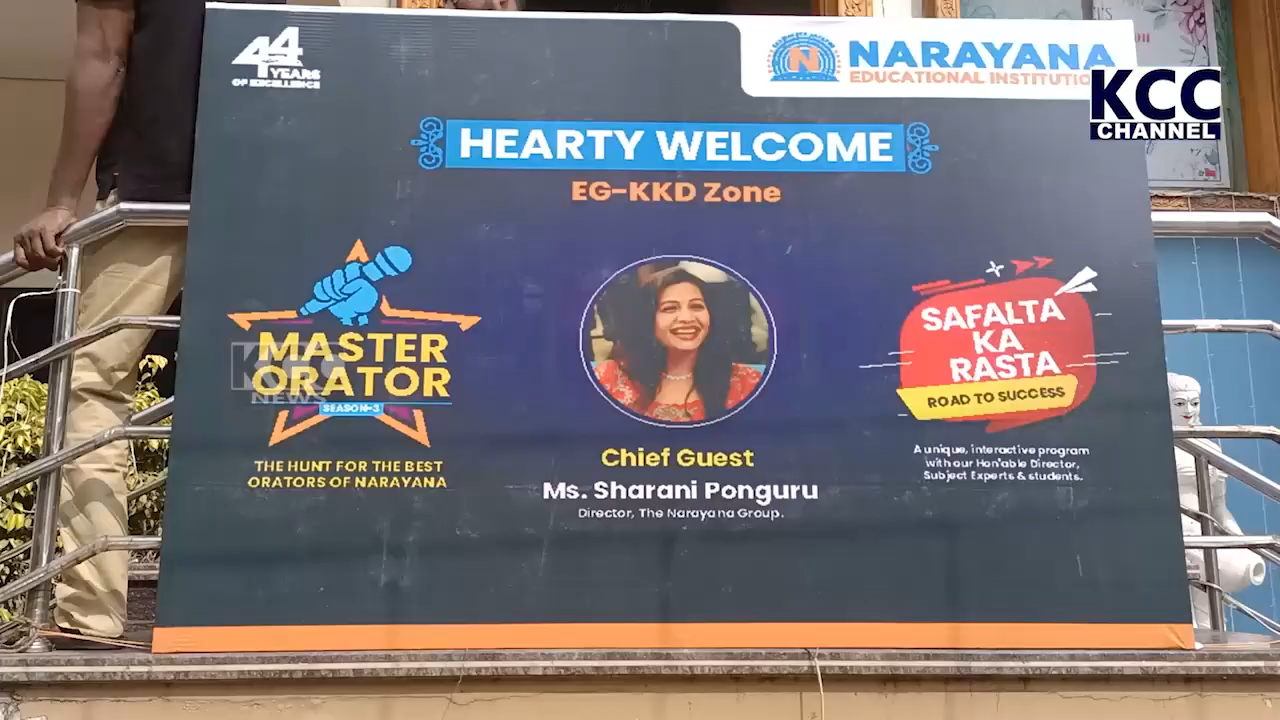 44
YEARS
OF EXCELLENCE
N
NARAYANA
EDUCATIONAL INSTITUTIO
KCC
CHANNEL
HEARTY WELCOME
EG-KKD Zone
MASTER
ORATOR
NEWS
SEASON-3
THE HUNT FOR THE BEST
ORATORS OF NARAYANA
Chief Guest
Ms. Sharani Ponguru
Director, The Narayana Group.
SAFALTA
KA
RASTA
ROAD TO SUCCESS
A unique, interactive program
with our Hon'able Director,
Subject Experts & students.